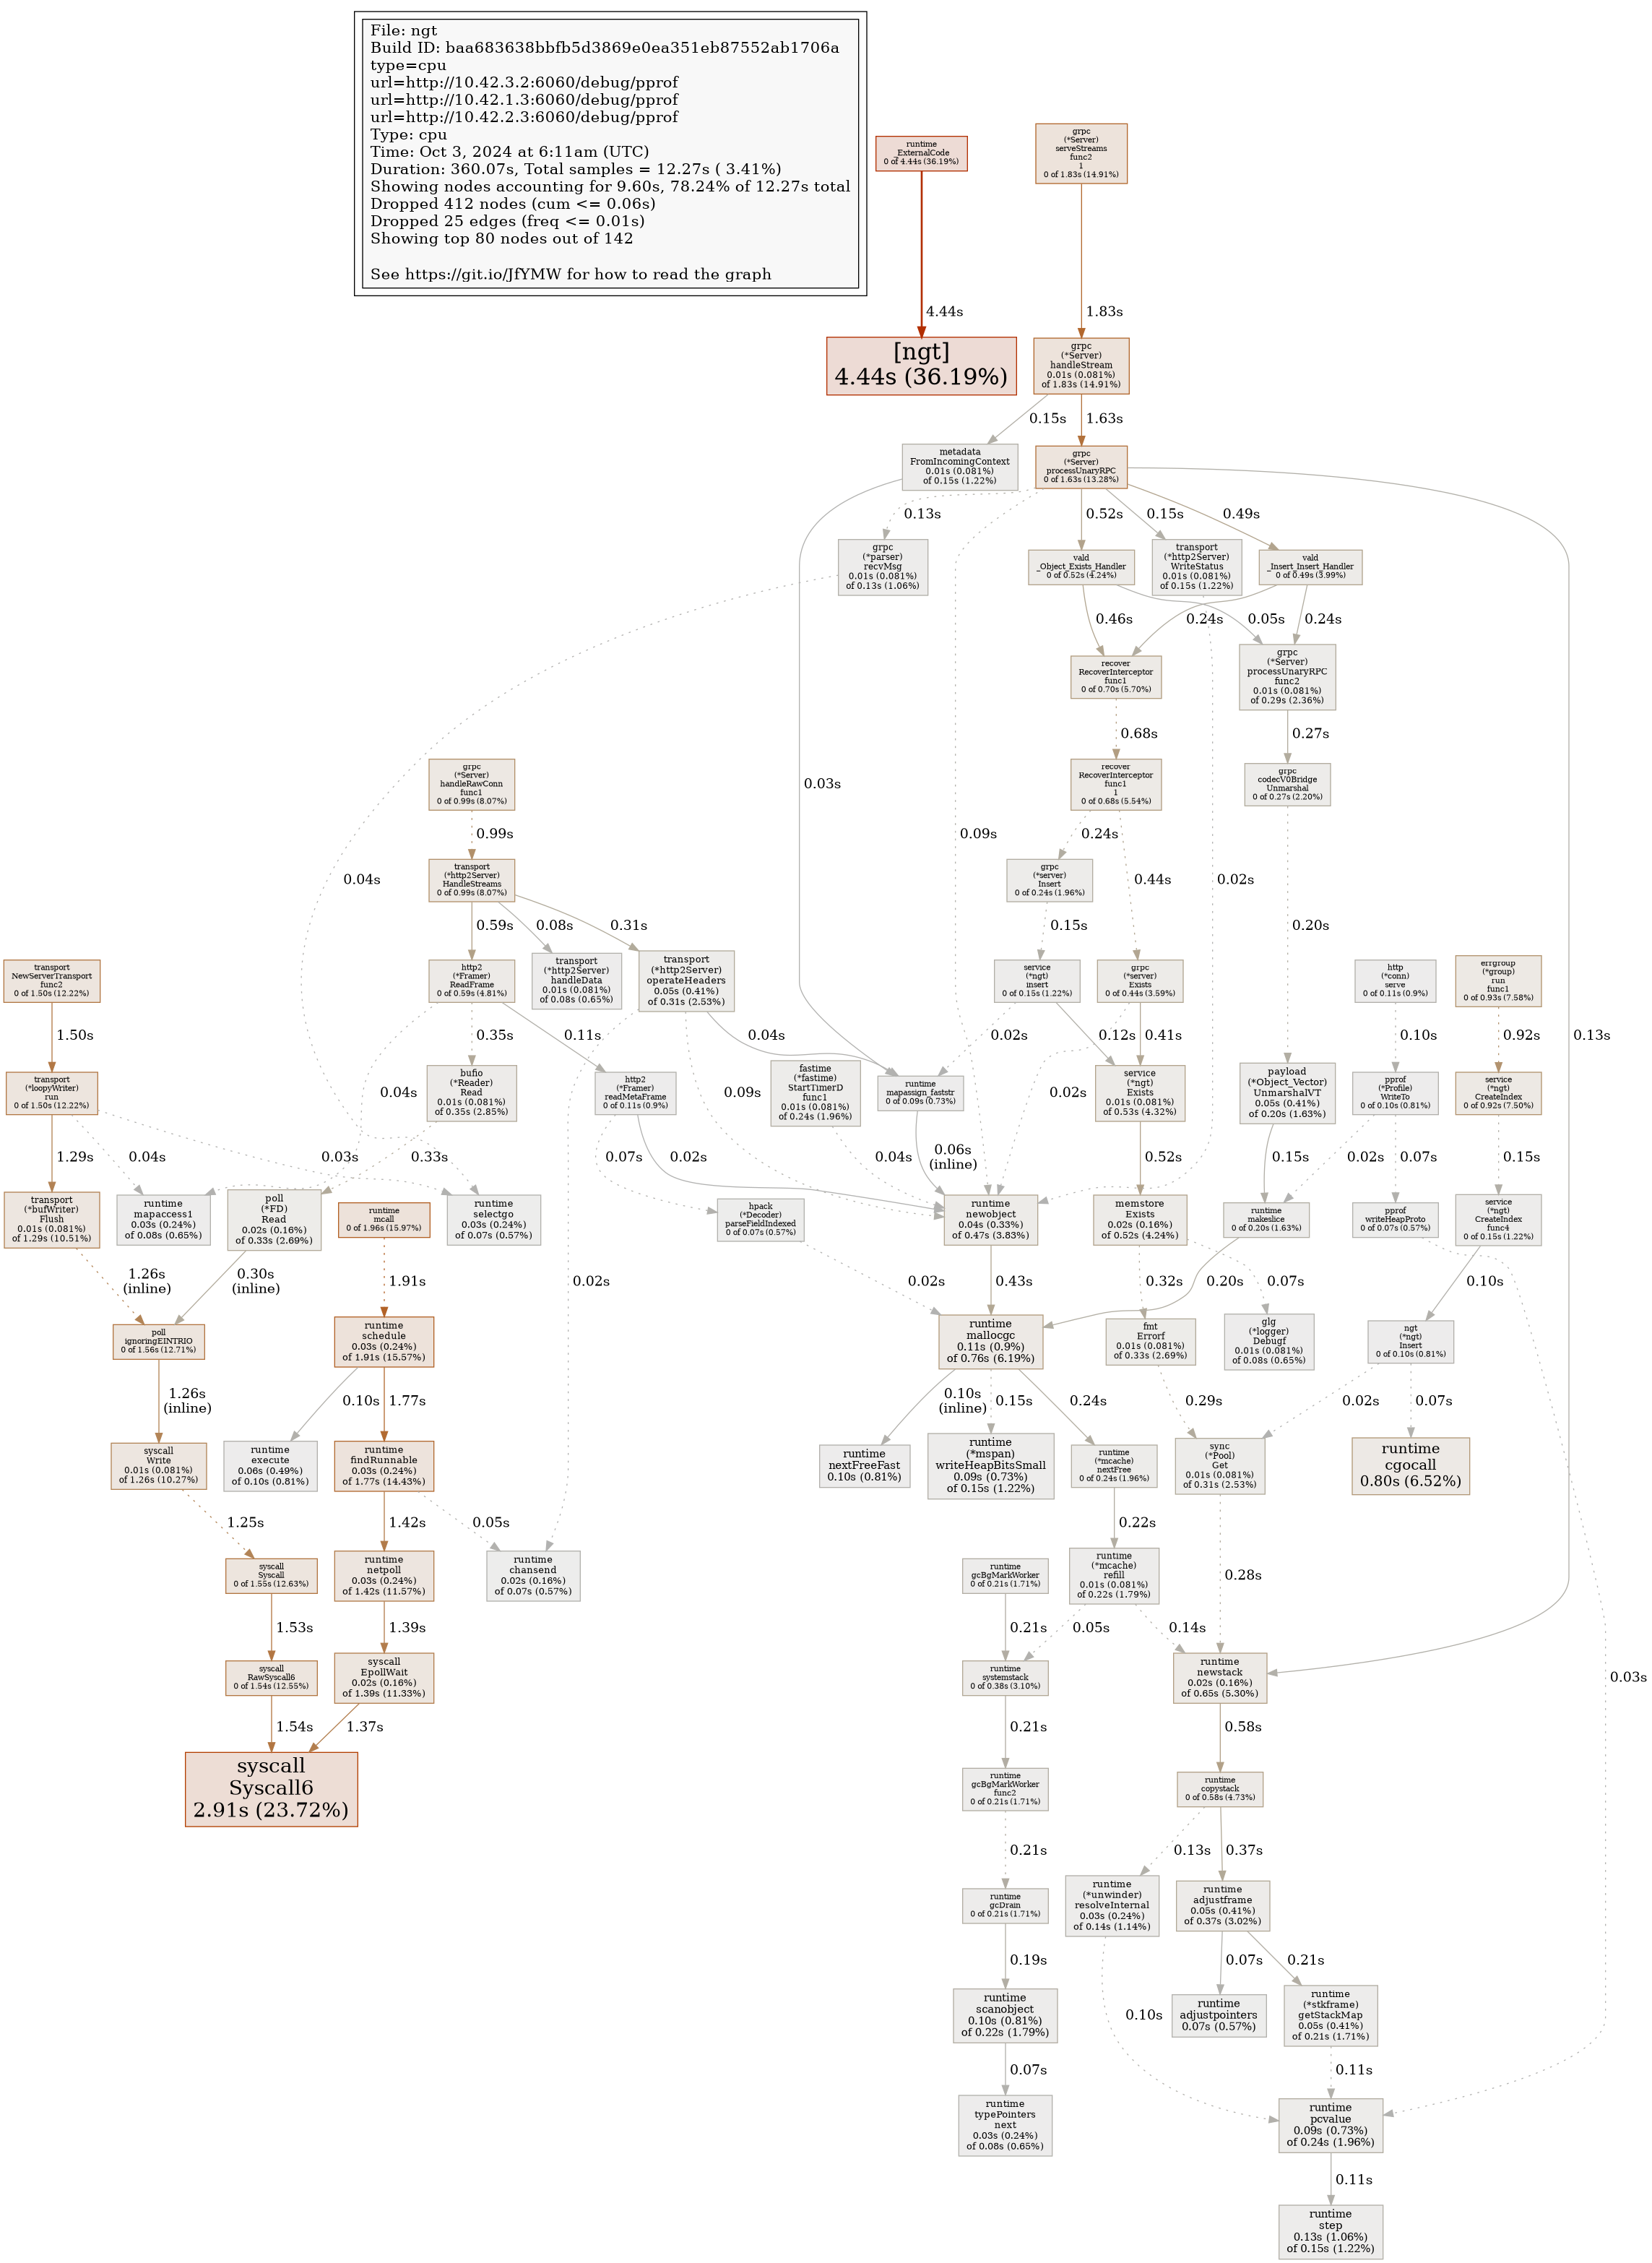 File: ngt
Build ID: baa683638bbfb5d3869e0ea351eb87552ab1706a
type=cpu
url=http://10.42.3.2:6060/debug/pprof
url=http://10.42.1.3:6060/debug/pprof
url=http://10.42.2.3:6060/debug/pprof
Type: cpu
Time: Oct 3, 2024 at 6:11am (UTC)
Duration: 360.07s, Total samples = 12.27s ( 3.41%)
Showing nodes accounting for 9.60s, 78.24% of 12.27s total
Dropped 412 nodes (cum <= 0.06s)
Dropped 25 edges (freq <= 0.01s)
Showing top 80 nodes out of 142
See https://git.io/JfYMW for how to read the graph
runtime
_ExternalCode
0 of 4.44s (36.19%)
grpc
(*Server)
serveStreams
func2
1
0 of 1.83s (14.91%)
4.44s
1.83s
[ngt]
4.44s (36.19%)
grpc
(*Server)
handleStream
0.01s (0.081%)
of 1.83s (14.91%)
0.15s
1.63s
metadata
FromIncomingContext
0.01s (0.081%)
of 0.15s (1.22%)
grpc
(*Server)
processUnaryRPC
0 of 1.63s (13.28%)
0.13s
0.52s
0.15s
0.49s
grpc
(*parser)
recvMsg
0.01s (0.081%)
of 0.13s (1.06%)
vald
_Object_Exists_Handler
0 of 0.52s (4.24%)
transport
(*http2Server)
WriteStatus
0.01s (0.081%)
of 0.15s (1.22%)
vald
_Insert_Insert_Handler
0 of 0.49s (3.99%)
0.46s
0.24s
0.05s
0.24s
recover
RecoverInterceptor
func1
0 of 0.70s (5.70%)
grpc
(*Server)
processUnaryRPC
func2
0.01s (0.081%)
of 0.29s (2.36%)
0.68s
0.27s
grpc
(*Server)
handleRawConn
func1
0 of 0.99s (8.07%)
recover
RecoverInterceptor
func1
1
0 of 0.68s (5.54%)
grpc
codecV0Bridge
Unmarshal
0 of 0.27s (2.20%)
0.03s
0.99s
0.09s
0.24s
0.04s
0.44s
0.02s
0.20s
transport
(*http2Server)
HandleStreams
0 of 0.99s (8.07%)
grpc
(*server)
Insert
0 of 0.24s (1.96%)
0.59s
0.08s
0.31s
0.15s
transport
NewServerTransport
func2
0 of 1.50s (12.22%)
http2
(*Framer)
ReadFrame
0 of 0.59s (4.81%)
transport
(*http2Server)
handleData
0.01s (0.081%)
of 0.08s (0.65%)
transport
(*http2Server)
operateHeaders
0.05s (0.41%)
of 0.31s (2.53%)
service
(*ngt)
insert
0 of 0.15s (1.22%)
grpc
(*server)
Exists
0 of 0.44s (3.59%)
http
(*conn)
serve
0 of 0.11s (0.9%)
errgroup
(*group)
run
func1
0 of 0.93s (7.58%)
1.50s
0.35s
0.11s
0.04s
0.02s
0.12s
0.41s
0.10s
0.92s
0.13s
transport
(*loopyWriter)
run
0 of 1.50s (12.22%)
bufio
(*Reader)
Read
0.01s (0.081%)
of 0.35s (2.85%)
http2
(*Framer)
readMetaFrame
0 of 0.11s (0.9%)
fastime
(*fastime)
StartTimerD
func1
0.01s (0.081%)
of 0.24s (1.96%)
runtime
mapassign_faststr
0 of 0.09s (0.73%)
service
(*ngt)
Exists
0.01s (0.081%)
of 0.53s (4.32%)
payload
(*Object_Vector)
UnmarshalVT
0.05s (0.41%)
of 0.20s (1.63%)
pprof
(*Profile)
WriteTo
0 of 0.10s (0.81%)
service
(*ngt)
CreateIndex
0 of 0.92s (7.50%)
0.04s
0.09s
0.02s
1.29s
0.04s
0.03s
0.33s
0.07s
0.02s
0.04s
0.06s
(inline)
0.52s
0.15s
0.02s
0.07s
0.15s
transport
(*bufWriter)
Flush
0.01s (0.081%)
of 1.29s (10.51%)
runtime
mapaccess1
0.03s (0.24%)
of 0.08s (0.65%)
poll
(*FD)
Read
0.02s (0.16%)
of 0.33s (2.69%)
runtime
mcall
0 of 1.96s (15.97%)
runtime
selectgo
0.03s (0.24%)
of 0.07s (0.57%)
hpack
(*Decoder)
parseFieldIndexed
0 of 0.07s (0.57%)
runtime
newobject
0.04s (0.33%)
of 0.47s (3.83%)
memstore
Exists
0.02s (0.16%)
of 0.52s (4.24%)
runtime
makeslice
0 of 0.20s (1.63%)
pprof
writeHeapProto
0 of 0.07s (0.57%)
service
(*ngt)
CreateIndex
func4
0 of 0.15s (1.22%)
1.26s
(inline)
0.30s
(inline)
1.91s
0.02s
0.02s
0.43s
0.32s
0.07s
0.20s
0.10s
poll
ignoringEINTRIO
0 of 1.56s (12.71%)
runtime
schedule
0.03s (0.24%)
of 1.91s (15.57%)
runtime
mallocgc
0.11s (0.9%)
of 0.76s (6.19%)
fmt
Errorf
0.01s (0.081%)
of 0.33s (2.69%)
glg
(*logger)
Debugf
0.01s (0.081%)
of 0.08s (0.65%)
ngt
(*ngt)
Insert
0 of 0.10s (0.81%)
1.26s
(inline)
0.10s
1.77s
0.10s
(inline)
0.15s
0.24s
0.29s
0.02s
0.07s
syscall
Write
0.01s (0.081%)
of 1.26s (10.27%)
runtime
execute
0.06s (0.49%)
of 0.10s (0.81%)
runtime
findRunnable
0.03s (0.24%)
of 1.77s (14.43%)
runtime
nextFreeFast
0.10s (0.81%)
runtime
(*mspan)
writeHeapBitsSmall
0.09s (0.73%)
of 0.15s (1.22%)
runtime
(*mcache)
nextFree
0 of 0.24s (1.96%)
sync
(*Pool)
Get
0.01s (0.081%)
of 0.31s (2.53%)
runtime
cgocall
0.80s (6.52%)
1.25s
1.42s
0.05s
0.22s
0.28s
syscall
Syscall
0 of 1.55s (12.63%)
runtime
netpoll
0.03s (0.24%)
of 1.42s (11.57%)
runtime
chansend
0.02s (0.16%)
of 0.07s (0.57%)
runtime
gcBgMarkWorker
0 of 0.21s (1.71%)
runtime
(*mcache)
refill
0.01s (0.081%)
of 0.22s (1.79%)
1.53s
1.39s
0.21s
0.05s
0.14s
0.03s
syscall
RawSyscall6
0 of 1.54s (12.55%)
syscall
EpollWait
0.02s (0.16%)
of 1.39s (11.33%)
runtime
systemstack
0 of 0.38s (3.10%)
runtime
newstack
0.02s (0.16%)
of 0.65s (5.30%)
1.54s
1.37s
0.21s
0.58s
syscall
Syscall6
2.91s (23.72%)
runtime
gcBgMarkWorker
func2
0 of 0.21s (1.71%)
runtime
copystack
0 of 0.58s (4.73%)
0.21s
0.13s
0.37s
runtime
gcDrain
0 of 0.21s (1.71%)
runtime
(*unwinder)
resolveInternal
0.03s (0.24%)
of 0.14s (1.14%)
runtime
adjustframe
0.05s (0.41%)
of 0.37s (3.02%)
0.19s
0.07s
0.21s
runtime
scanobject
0.10s (0.81%)
of 0.22s (1.79%)
0.10s
runtime
adjustpointers
0.07s (0.57%)
runtime
(*stkframe)
getStackMap
0.05s (0.41%)
of 0.21s (1.71%)
0.07s
0.11s
runtime
typePointers
next
0.03s (0.24%)
of 0.08s (0.65%)
runtime
pcvalue
0.09s (0.73%)
of 0.24s (1.96%)
0.11s
runtime
step
0.13s (1.06%)
of 0.15s (1.22%)